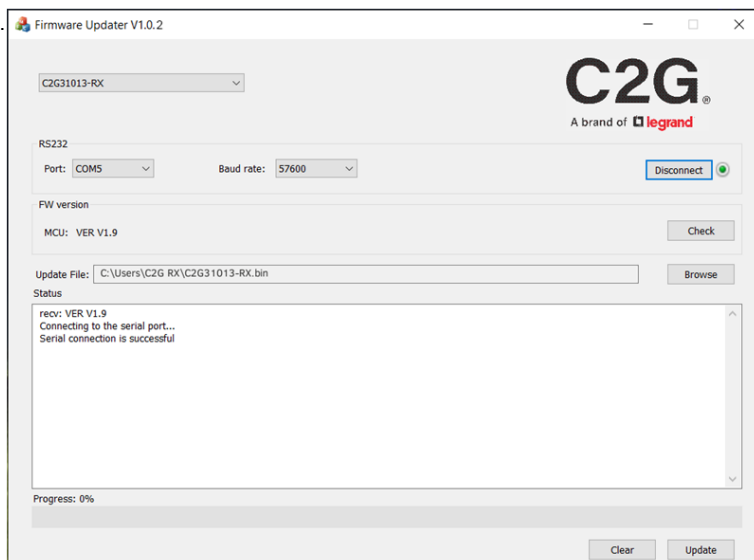 .
Firmware Updater V1.0.2
C2G31013-RX
C2G®
A brand of legrand
RS232
Port: COM5 Baud rate: 57600 Disconnect
FW version
MCU: VER V1.9 Check
Update File: C:\Users\C2G RX\C2G31013-RX.bin Browse
Status
recv: VER V1.9
Connecting to the serial port...
Serial connection is successful
Progress: 0%
Clear Update